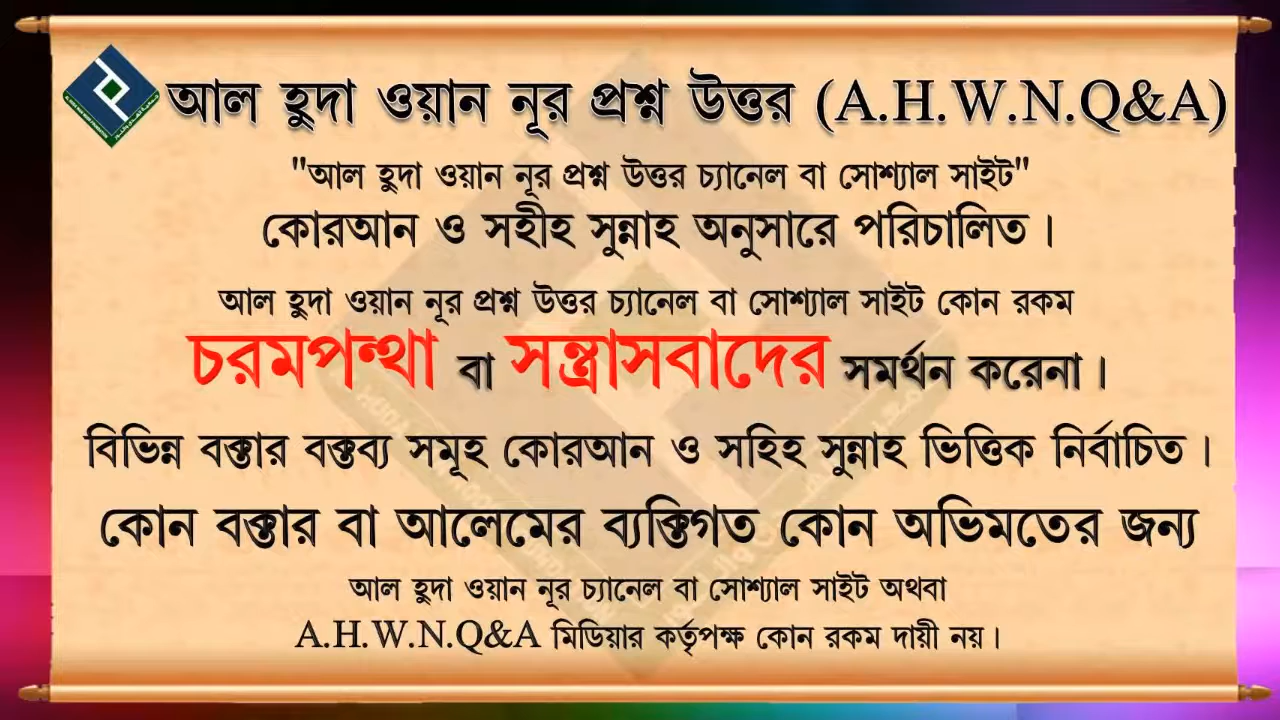 আল হুদা ওয়ান নূর প্রশ্ন উত্তর (A.H.W.N.Q&A)
"আল হুদা ওয়ান নূর প্রশ্ন উত্তর চ্যানেল বা সোশ্যাল সাইট"
কোরআন ও সহীহ সুন্নাহ অনুসারে পরিচালিত।
আল হুদা ওয়ান নূর প্রশ্ন উত্তর চ্যানেল বা সোশ্যাল সাইট কোন রকম
চরমপন্থা বা সন্ত্রাসবাদের সমর্থন করেনা।
বিভিন্ন বক্তার বক্তব্য সমূহ কোরআন ও সহিহ সুন্নাহ ভিত্তিক নির্বাচিত।
কোন বক্তার বা আলেমের ব্যক্তিগত কোন অভিমতের জন্য
আল হুদা ওয়ান নূর চ্যানেল বা সোশ্যাল সাইট অথবা
A.H.W.N.Q&A মিডিয়ার কর্তৃপক্ষ কোন রকম দায়ী নয়।